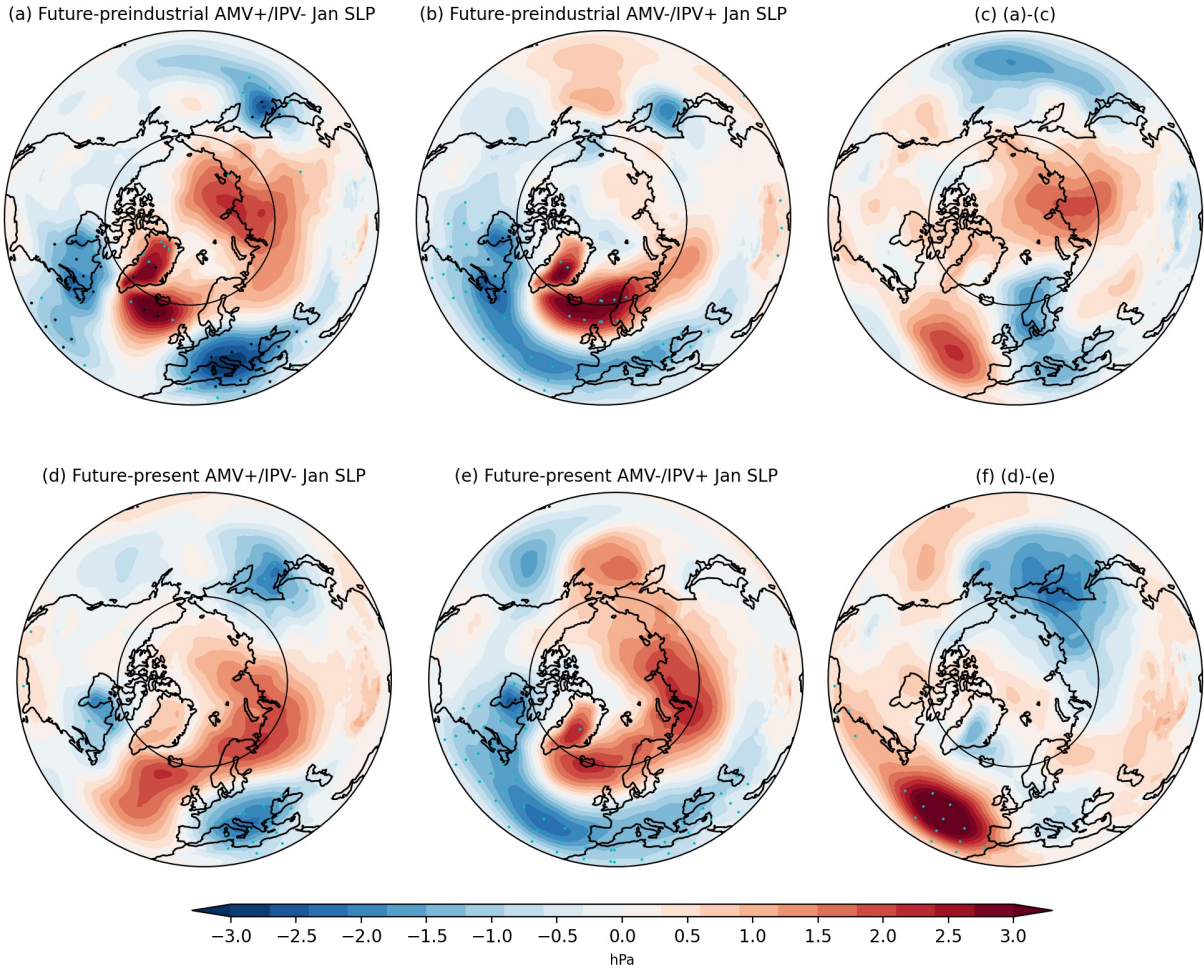 (a) Future-preindustrial AMV+/IPV- Jan SLP
(b) Future-preindustrial AMV-/IPV+ Jan SLP
(c) (a)-(c)
(d) Future-present AMV+/IPV- Jan SLP
(e) Future-present AMV-/IPV+ Jan SLP
(f) (d)-(e)
−3.0 −2.5 −2.0 −1.5 −1.0 −0.5 0.0 0.5 1.0 1.5 2.0 2.5 3.0
hPa